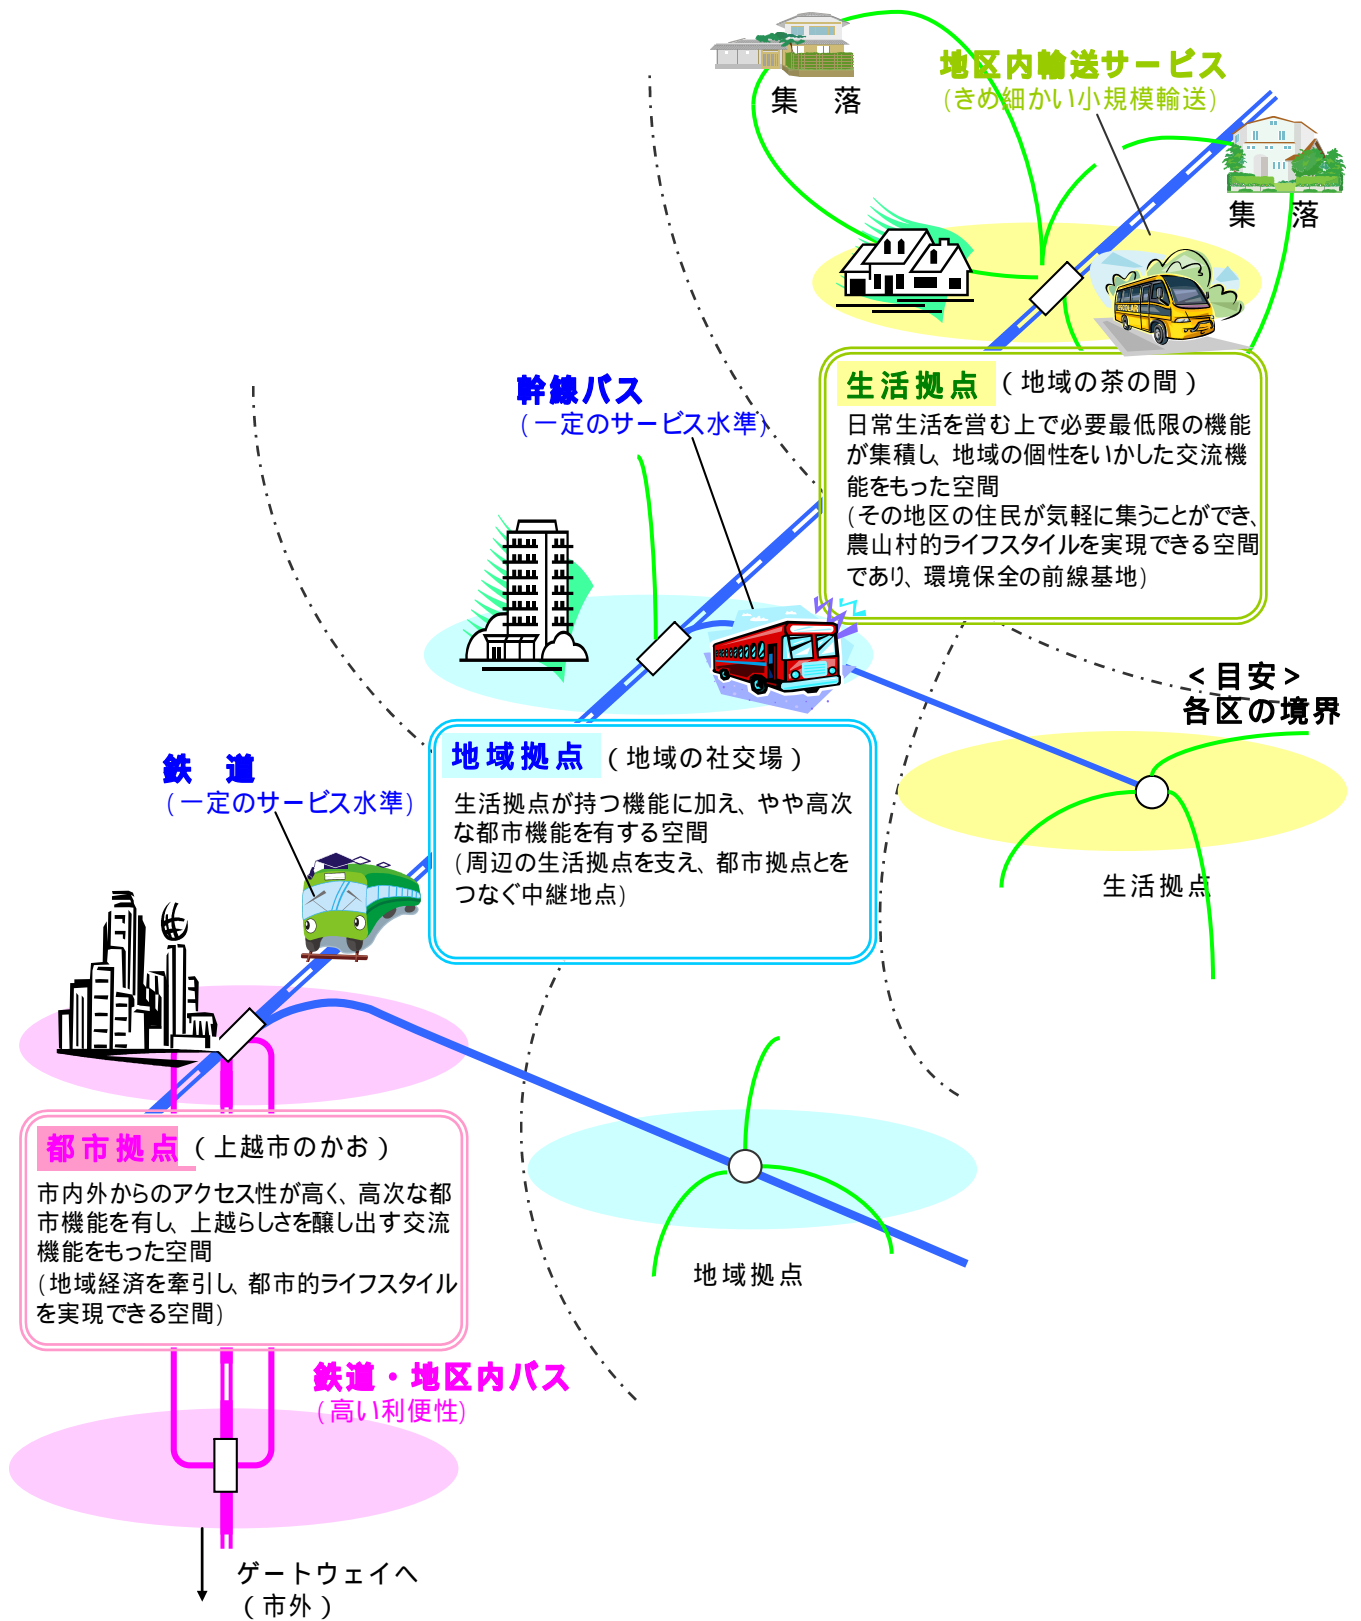 地区内輸送サービス
(きめ細かい小規模輸送)
集　落
集　落
生活拠点 （地域の茶の間）
日常生活を営む上で必要最低限の機能
が集積し、地域の個性をいかした交流機
能をもった空間
(その地区の住民が気軽に集うことができ、
農山村的ライフスタイルを実現できる空間
であり、環境保全の前線基地)
幹線バス
(一定のサービス水準)
＜目安＞
各区の境界
地域拠点 （地域の社交場）
生活拠点が持つ機能に加え、やや高次
な都市機能を有する空間
(周辺の生活拠点を支え、都市拠点とを
つなぐ中継地点)
鉄　道
(一定のサービス水準)
生活拠点
都市拠点 （上越市のかお）
市内外からのアクセス性が高く、高次な都
市機能を有し、上越らしさを醸し出す交流
機能をもった空間
(地域経済を牽引し、都市的ライフスタイル
を実現できる空間)
地域拠点
鉄道・地区内バス
(高い利便性)
ゲートウェイへ
（市外）